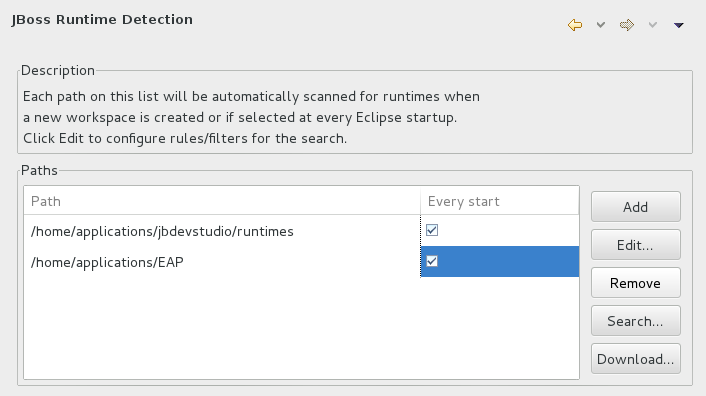 JBoss Runtime Detection
Description
Each path on this list will be automatically scanned for runtimes when
a new workspace is created or if selected at every Eclipse startup.
Click Edit to configure rules/filters for the search.
Paths
Path Every start
/home/applications/jbdevstudio/runtimes
/home/applications/EAP
Add
Edit...
Remove
Search...
Download...